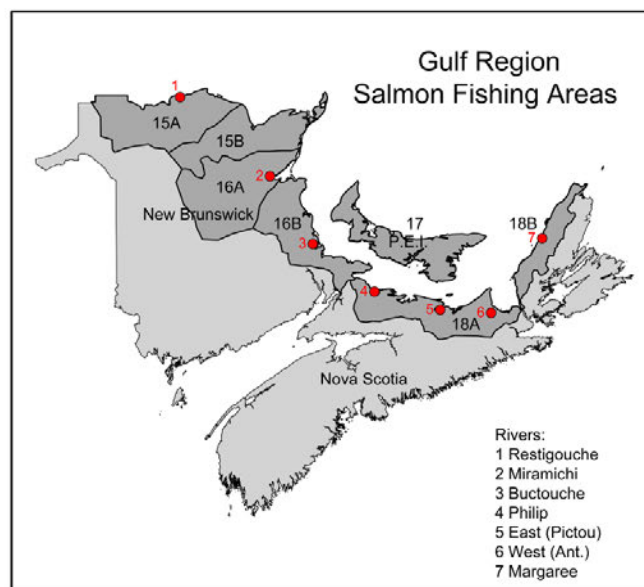 Gulf Region
Salmon Fishing Areas
1
15A
15B
2
16A
New Brunswick
16B
3
17
P.E.I.
18B
7
4
5
6
18A
Nova Scotia
Rivers:
1 Restigouche
2 Miramichi
3 Buctouche
4 Philip
5 East (Pictou)
6 West (Ant.)
7 Margaree